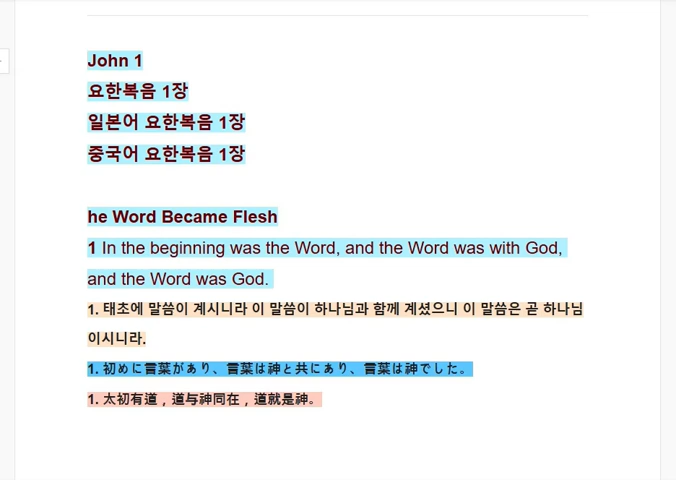 John 1
요한복음 1장
일본어 요한복음 1장
중국어 요한복음 1장
he Word Became Flesh
1 In the beginning was the Word, and the Word was with God,
and the Word was God.
1. 태초에 말씀이 계시니라 이 말씀이 하나님과 함께 계셨으니 이 말씀은 곧 하나님
이시니라.
1. 初めに言葉があり、言葉は神と共にあり、言葉は神でした。
1. 太初有道，道与神同在，道就是神。